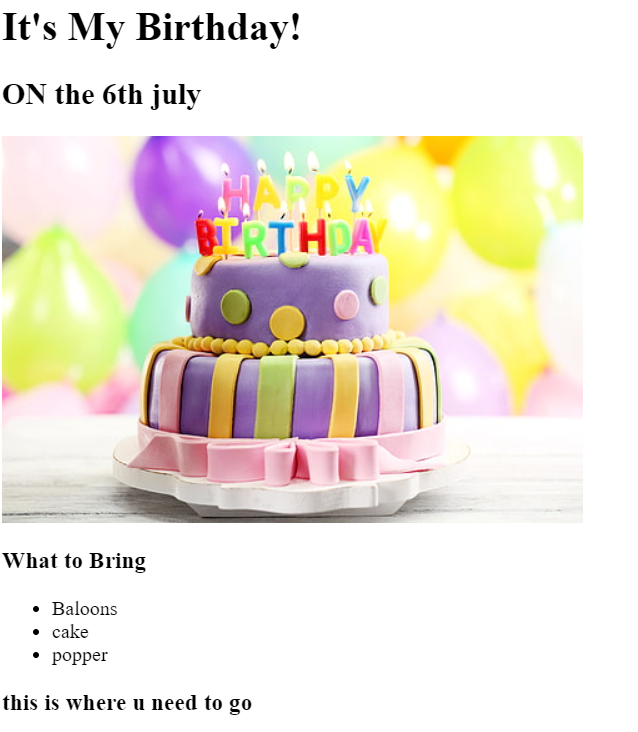 It's My Birthday!
ON the 6th july
HAPPY
BIRTHDAY
What to Bring
Baloons
cake
popper
this is where u need to go